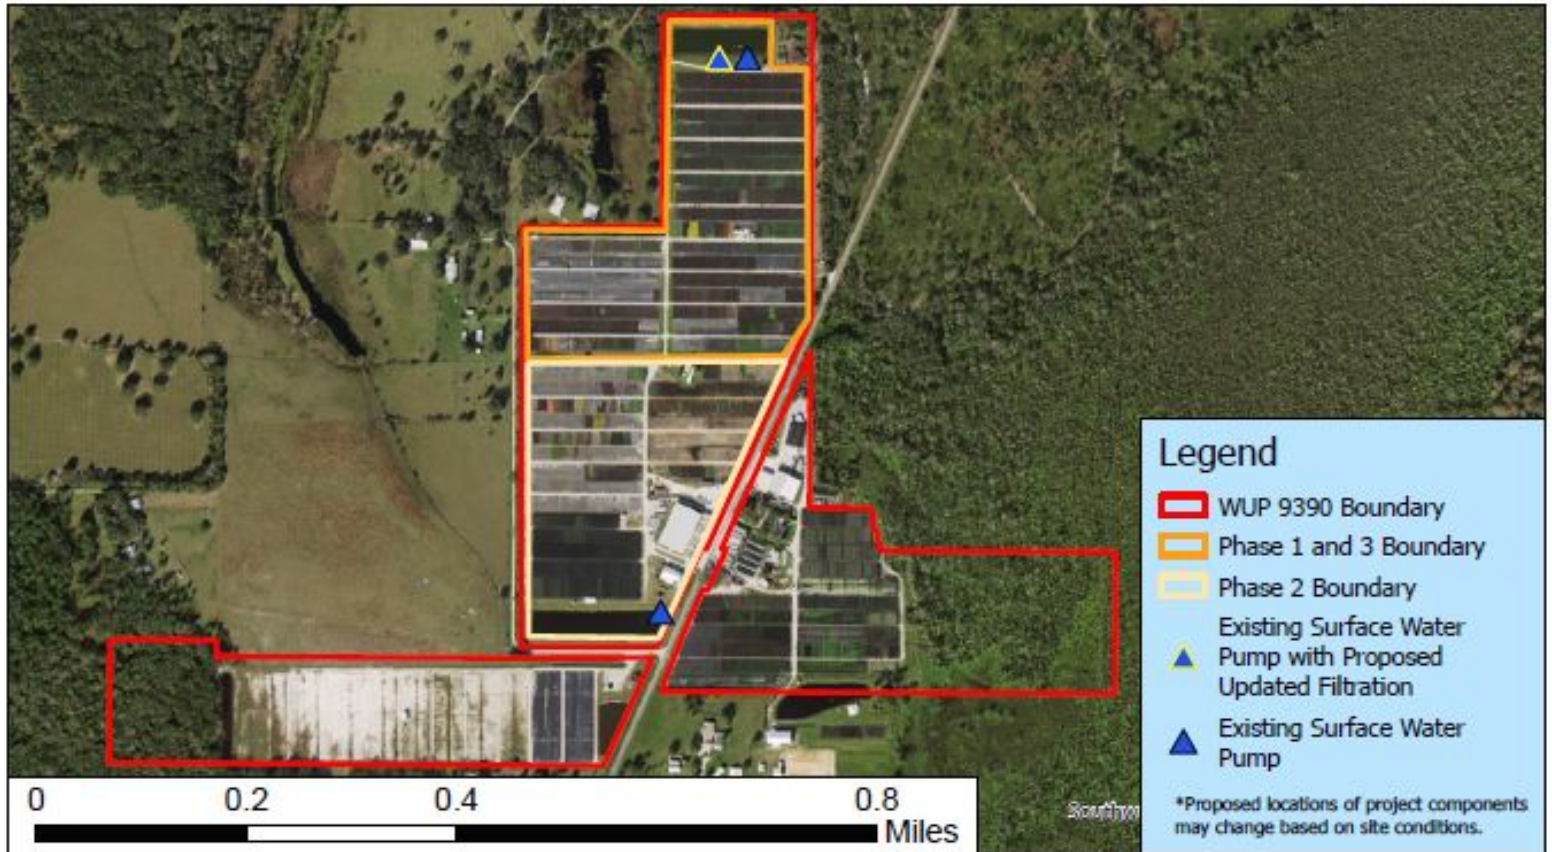 Legend
WUP 9390 Boundary
Phase 1 and 3 Boundary
Phase 2 Boundary
Existing Surface Water
Pump with Proposed
Updated Filtration
Existing Surface Water
Pump
*Proposed locations of project components
may change based on site conditions.
0 0.2 0.4 0.8
Miles